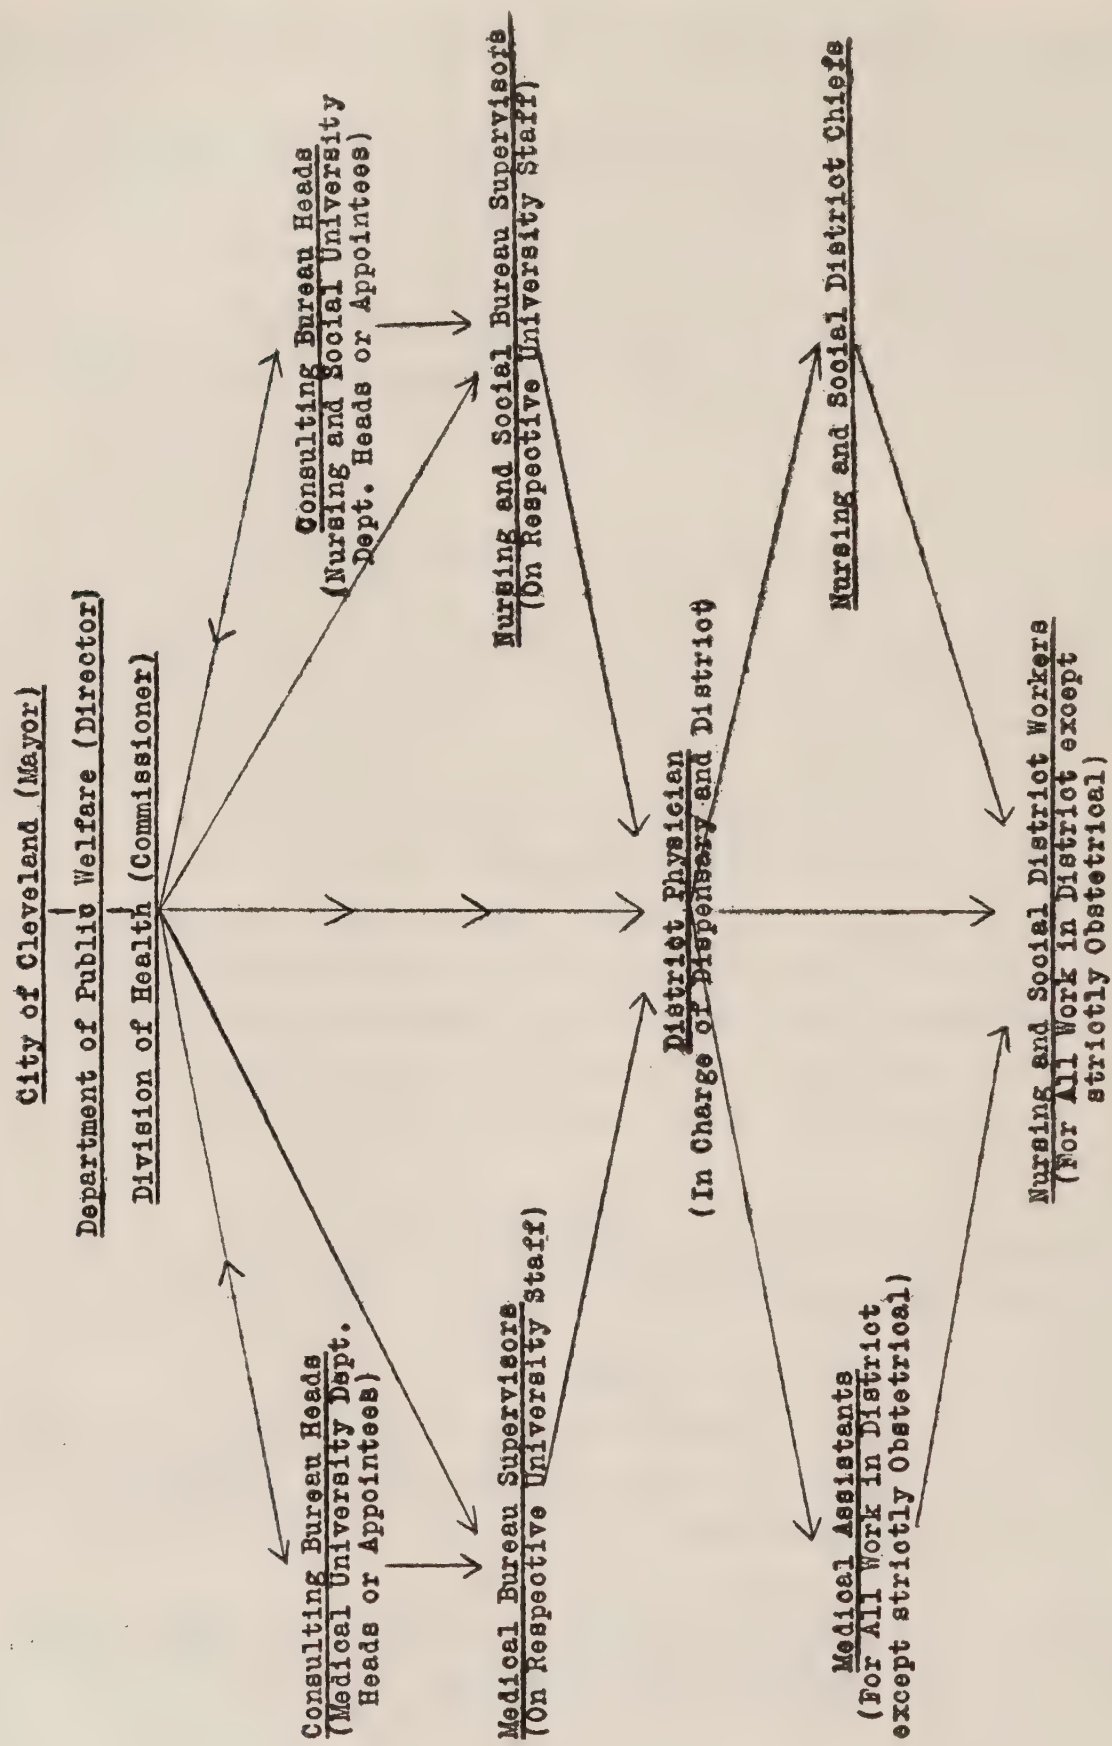 City of Cleveland (Mayor)
Department of Public Welfare (Director)
Division of Health (Commissioner)
Consulting Bureau Heads
(Medical University Dept.
Heads or Appointees)
Consulting Bureau Heads
(Nursing and Social University
Dept. Heads or Appointees)
Medical Bureau Supervisors
(On Respective University Staff)
Nursing and Social Bureau Supervisors
(On Respective University Staff)
District Physician
(In Charge of Dispensary and District)
Medical Assistants
(For All Work in District
except strictly Obstetrical)
Nursing and Social District Chiefs
Nursing and Social District Workers
(For All Work in District except
strictly Obstetrical)